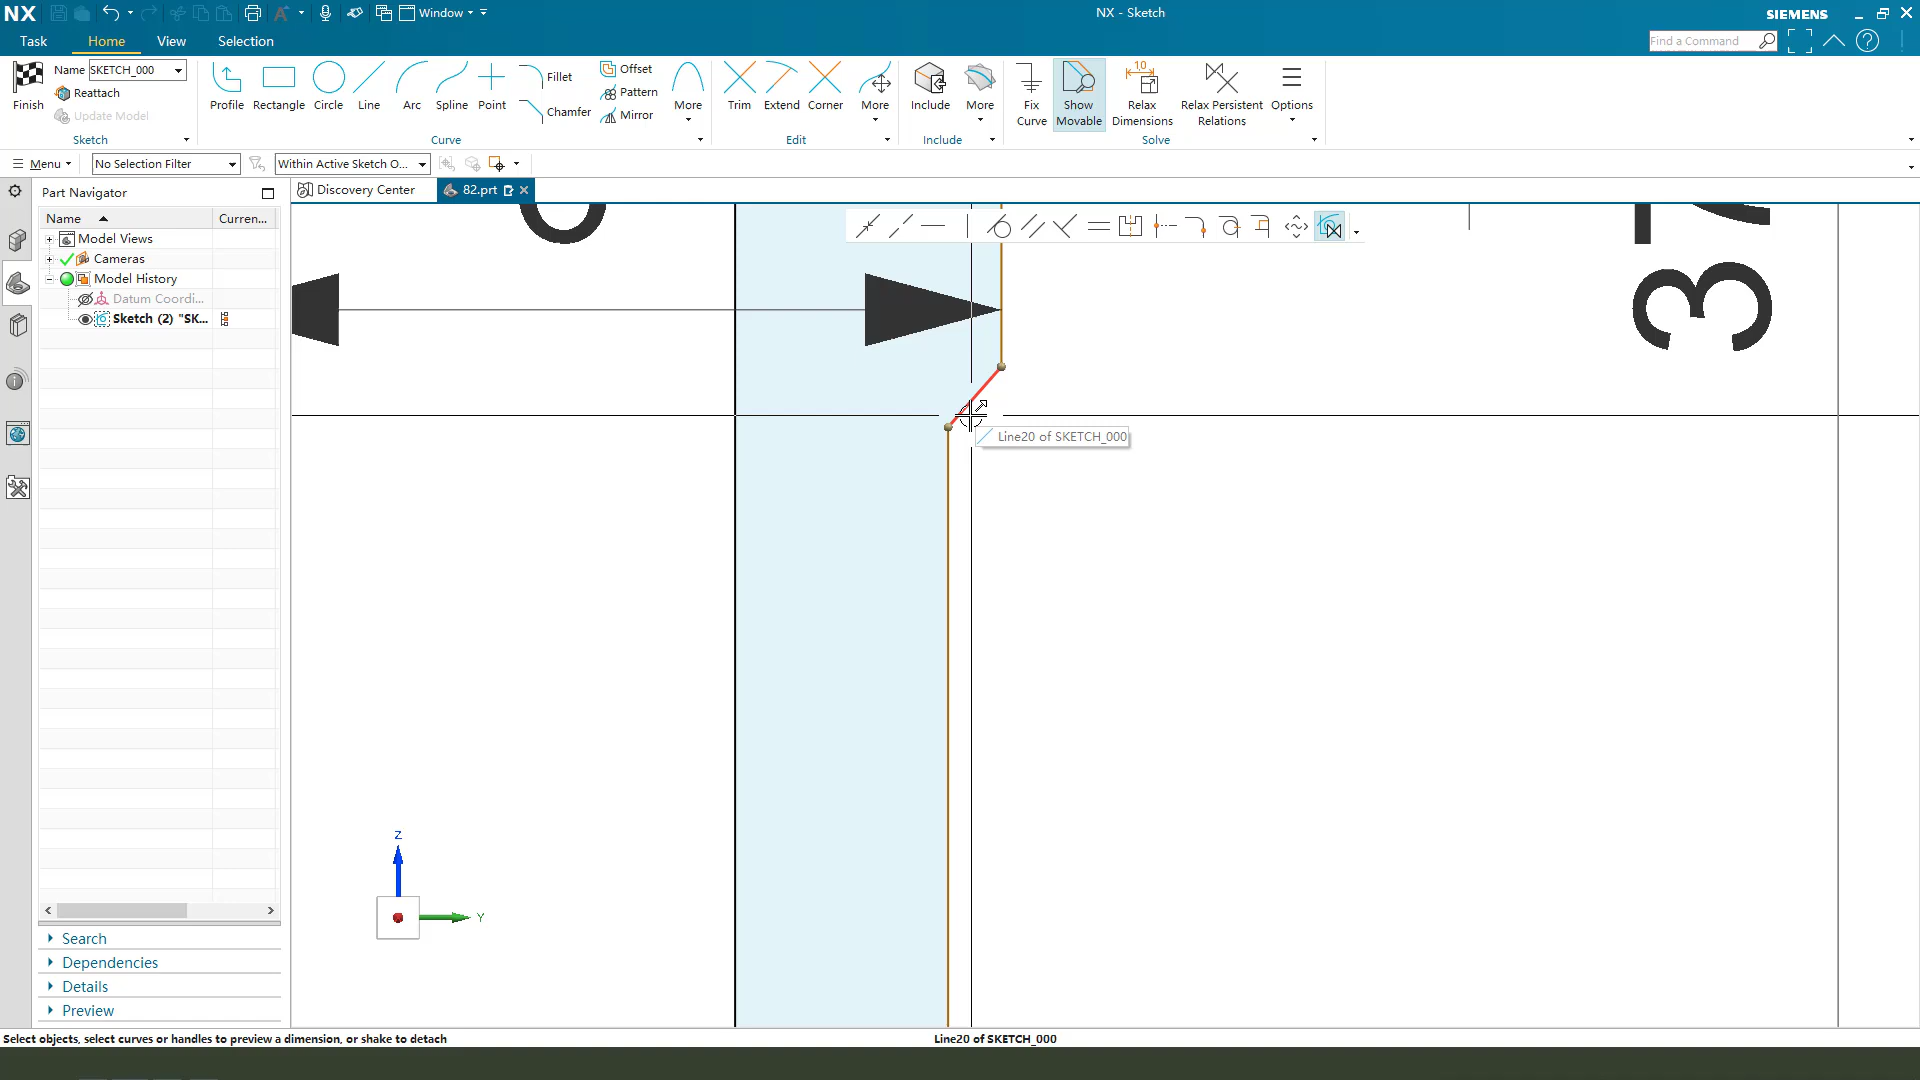 NX
Window
NX - Sketch
SIEMENS
Task
Home
View
Selection
Find a Command
Name
SKETCH_000
Reattach
Update Model
Finish
Sketch
Profile
Rectangle
Circle
Line
Arc
Spline
Point
Fillet
Chamfer
Offset
Pattern
Mirror
More
Curve
Trim
Extend
Corner
More
Edit
Include
More
Include
Fix
Curve
Show
Movable
1,0
Relax
Dimensions
Relax Persistent
Relations
Options
Solve
Menu
No Selection Filter
Within Active Sketch O...
Part Navigator
Discovery Center
82.prt
Name
Curren...
Model Views
Cameras
Model History
Datum Coordi...
Sketch (2) "SK...
3
Line20 of SKETCH_000
Z
Y
Search
Dependencies
Details
Preview
Select objects, select curves or handles to preview a dimension, or shake to detach
Line20 of SKETCH_000